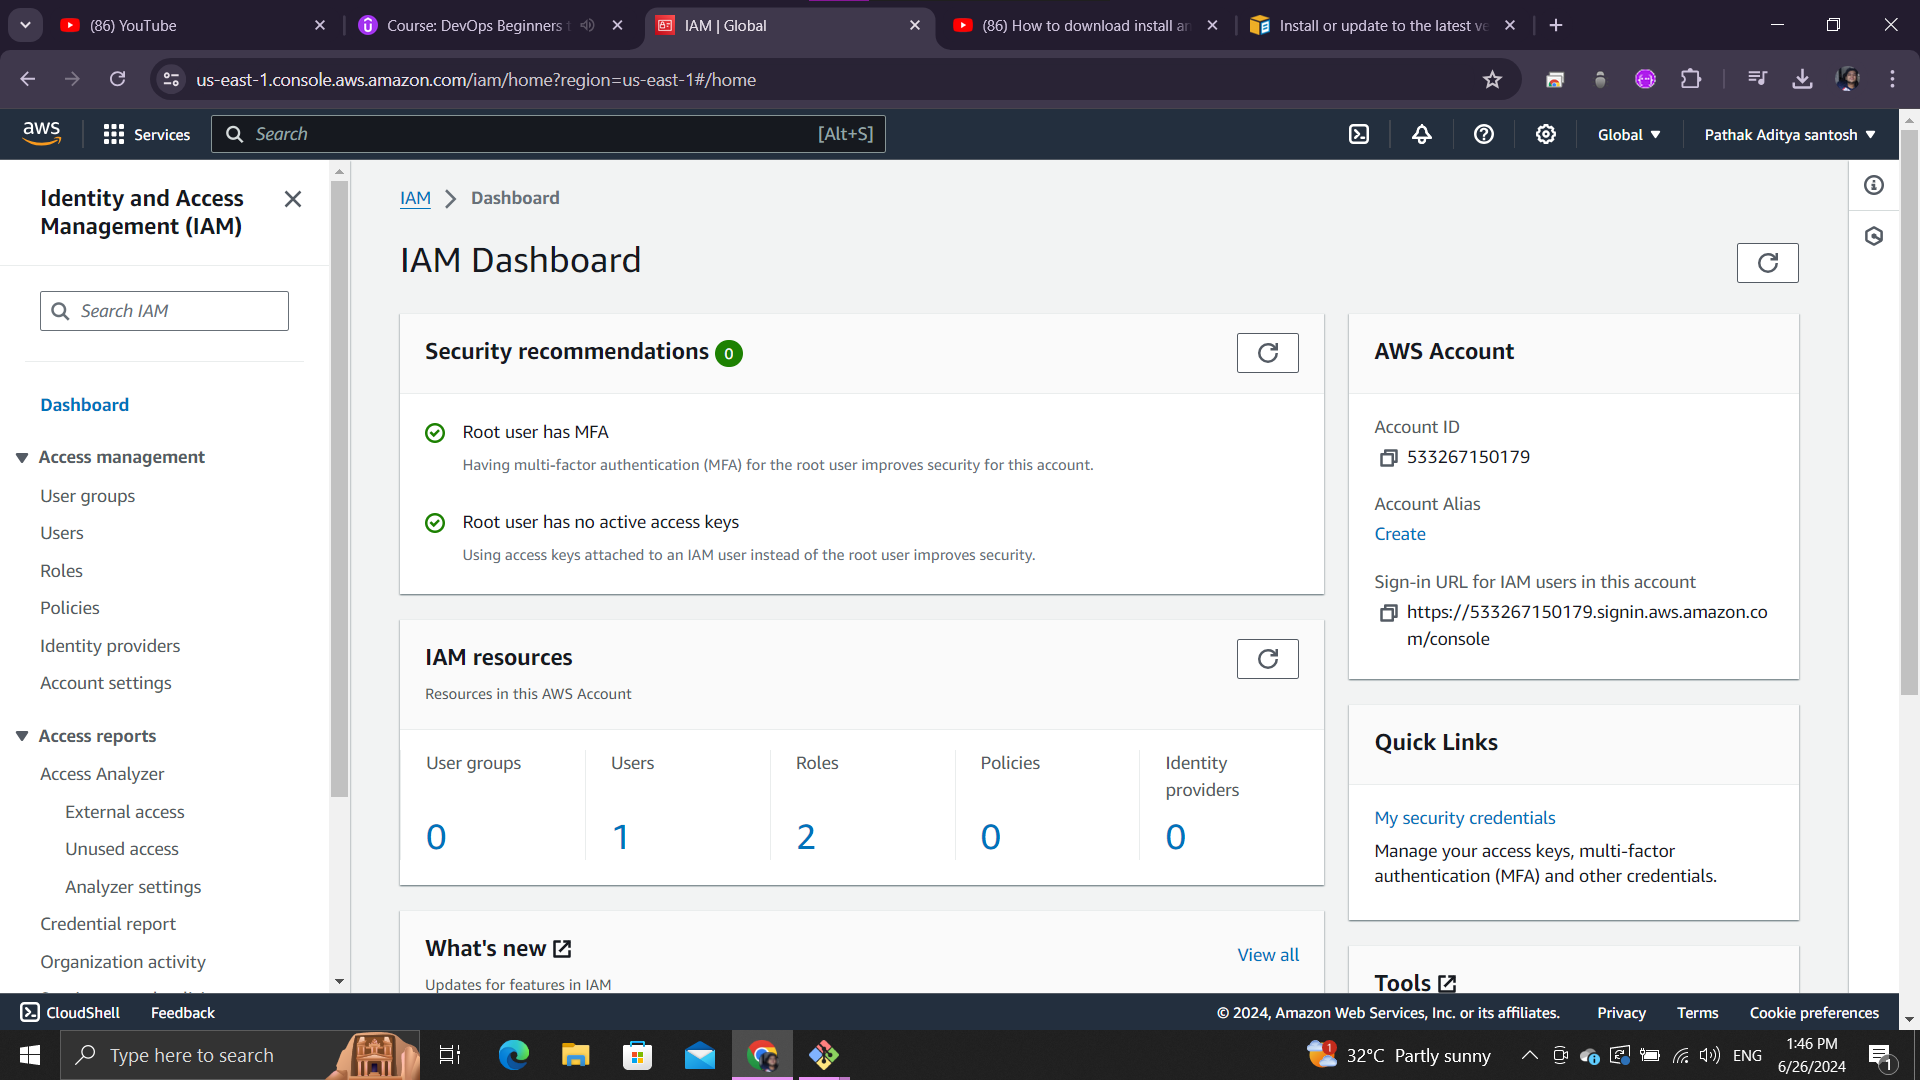 (86) YouTube
Course: DevOps Beginners t
IAM | Global
(86) How to download install an
Install or update to the latest ve
us-east-1.console.aws.amazon.com/iam/home?region=us-east-1#/home
aws
Services
Search
[Alt+S]
Global
Pathak Aditya santosh
Identity and Access
Management (IAM)
Search IAM
Dashboard
Access management
User groups
Users
Roles
Policies
Identity providers
Account settings
Access reports
Access Analyzer
External access
Unused access
Analyzer settings
Credential report
Organization activity
IAM
Dashboard
IAM Dashboard
Security recommendations 0
Root user has MFA
Having multi-factor authentication (MFA) for the root user improves security for this account.
Root user has no active access keys
Using access keys attached to an IAM user instead of the root user improves security.
IAM resources
Resources in this AWS Account
User groups
0
Users
1
Roles
2
Policies
0
Identity
providers
0
What's new
View all
Updates for features in IAM
AWS Account
Account ID
533267150179
Account Alias
Create
Sign-in URL for IAM users in this account
https://533267150179.signin.aws.amazon.co
m/console
Quick Links
My security credentials
Manage your access keys, multi-factor
authentication (MFA) and other credentials.
Tools
CloudShell
Feedback
© 2024, Amazon Web Services, Inc. or its affiliates.
Privacy
Terms
Cookie preferences
Type here to search
1
32°C Partly sunny
ENG
1:46 PM
6/26/2024
1